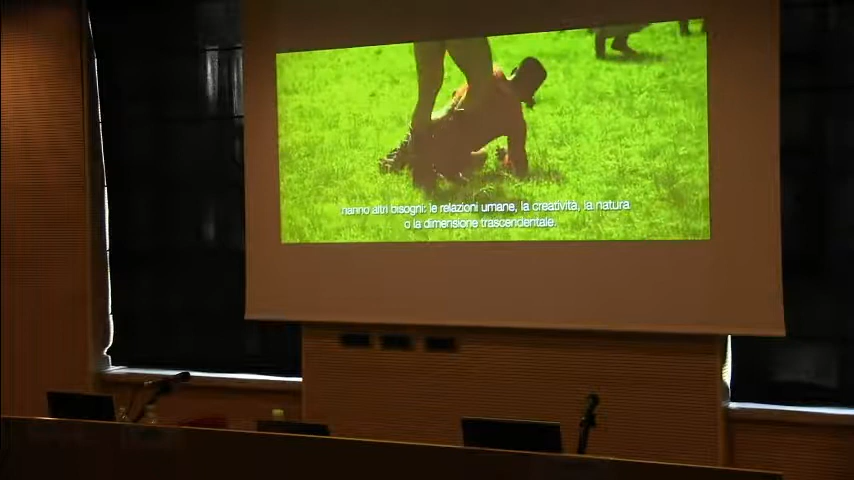 hanno altri bisogni: le relazioni umane, la creatività, la natura
o la dimensione trascendentale.